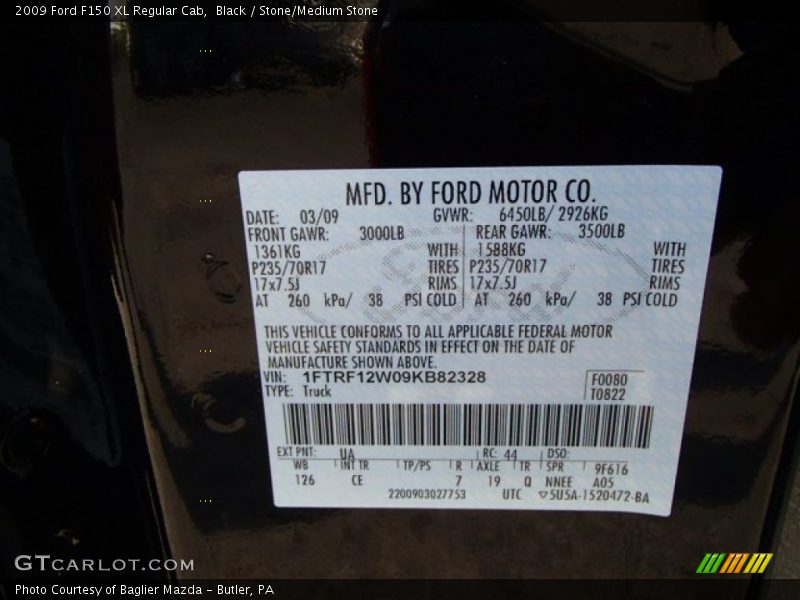 2009 Ford F150 XL Regular Cab, Black / Stone/Medium Stone
MFD. BY FORD MOTOR CO.
DATE: 03/09 GVWR: 6450LB/ 2926KG
FRONT GAWR: 3000LB REAR GAWR: 3500LB
1361KG WITH 1588KG WITH
P235/70R17 TIRES P235/70R17 TIRES
17x7.5J RIMS 17x7.5J RIMS
AT 260 kPa/ 38 PSI COLD AT 260 kPa/ 38 PSI COLD
THIS VEHICLE CONFORMS TO ALL APPLICABLE FEDERAL MOTOR
VEHICLE SAFETY STANDARDS IN EFFECT ON THE DATE OF
MANUFACTURE SHOWN ABOVE.
VIN: 1FTRF12W09KB82328 F0080
TYPE: Truck T0822
EXT PNT: UA RC: 44 DSO:
WB INT TR TP/PS R AXLE TR SPR 9F616
126 CE 7 19 Q NNEE A05
2200903027753 UTC ▽5U5A-1520472-BA
GTCARLOT.COM
Photo Courtesy of Baglier Mazda - Butler, PA